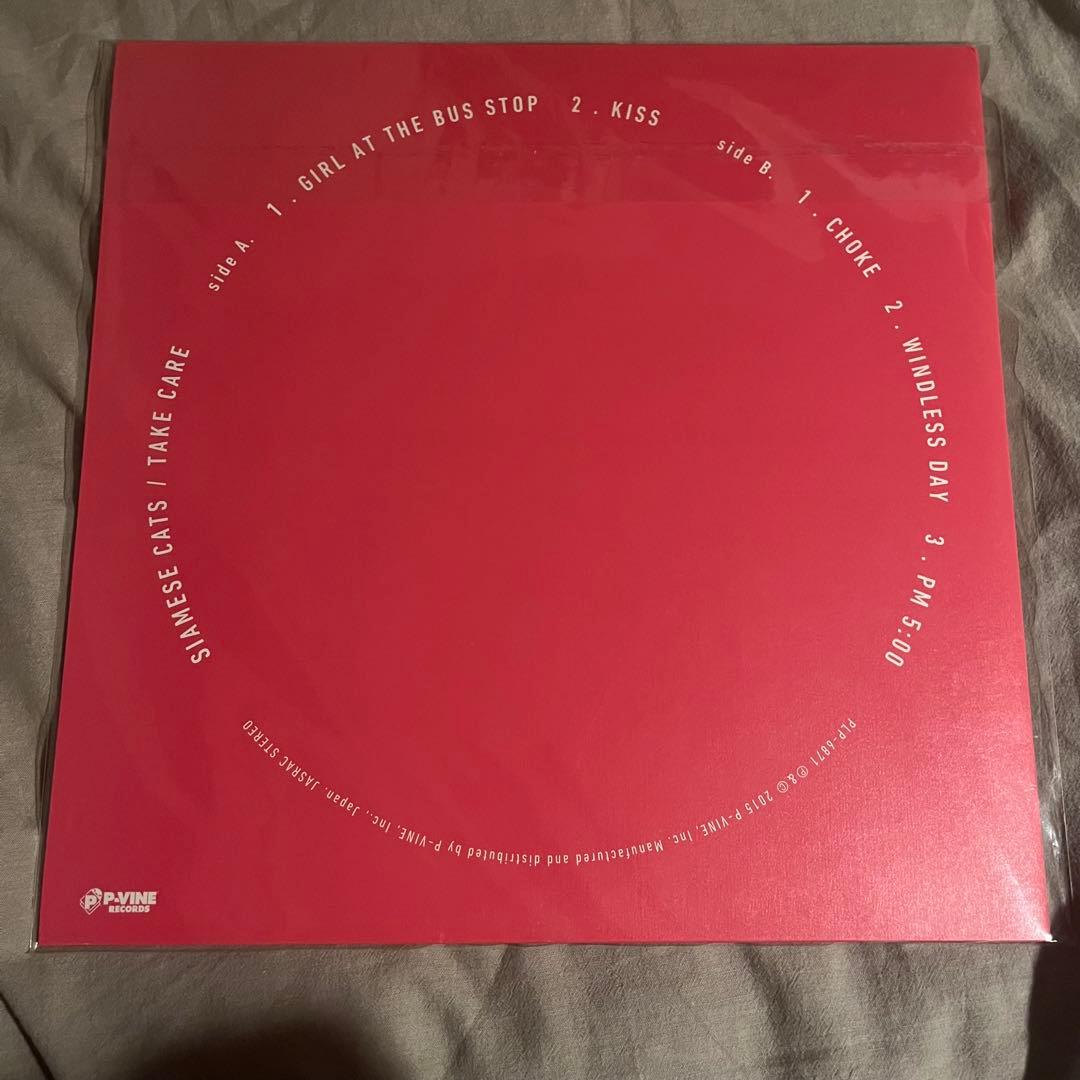 SIAMESE CATS / TAKE CARE
side A. 1. GIRL AT THE BUS STOP 2. KISS
side B. 1. CHOKE 2. WINDLESS DAY 3. PM 5:00
PLP-6871 ℗&© 2015 P-VINE, Inc. Manufactured and distributed by P-VINE, Inc., Japan. JASRAC STEREO
P P-VINE
RECORDS